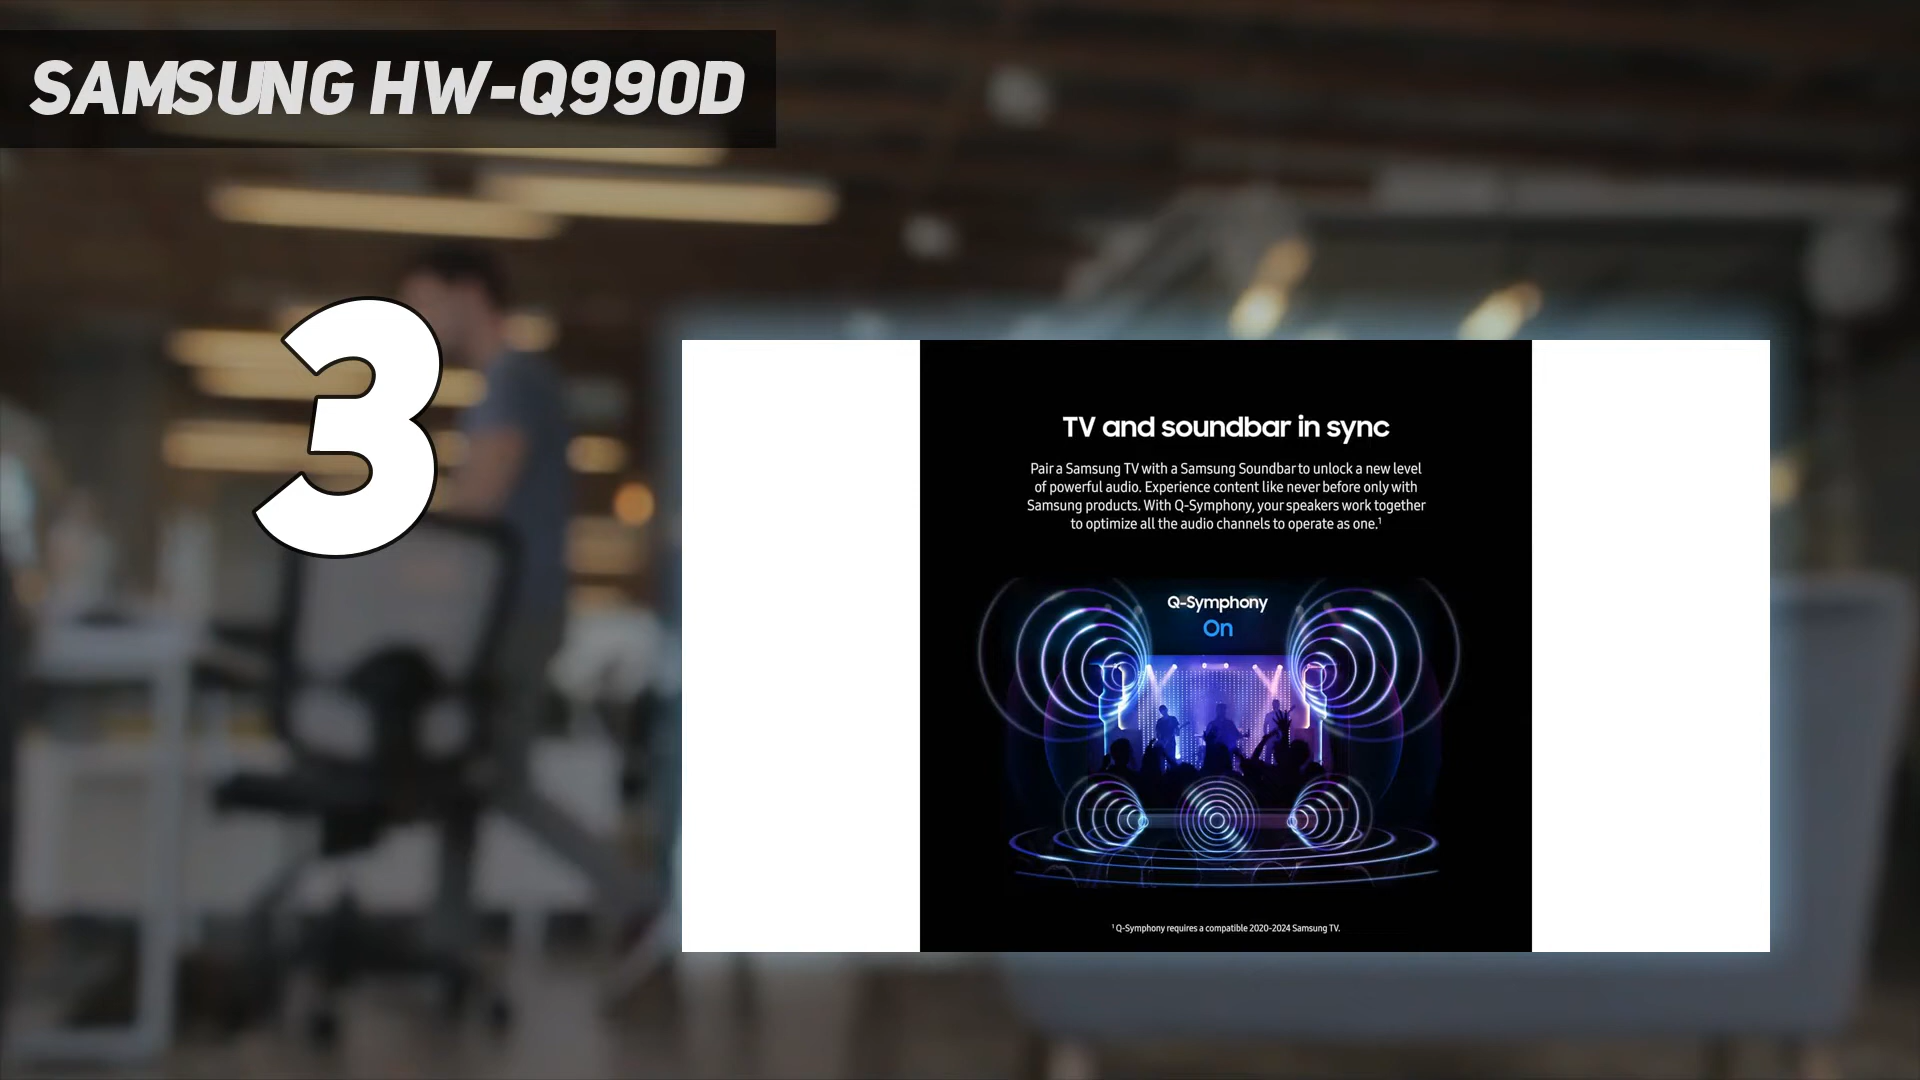 SAMSUNG HW-Q990D
3
TV and soundbar in sync
Pair a Samsung TV with a Samsung Soundbar to unlock a new level
of powerful audio. Experience content like never before only with
Samsung products. With Q-Symphony, your speakers work together
to optimize all the audio channels to operate as one.¹
Q-Symphony
On
¹ Q-Symphony requires a compatible 2020-2024 Samsung TV.